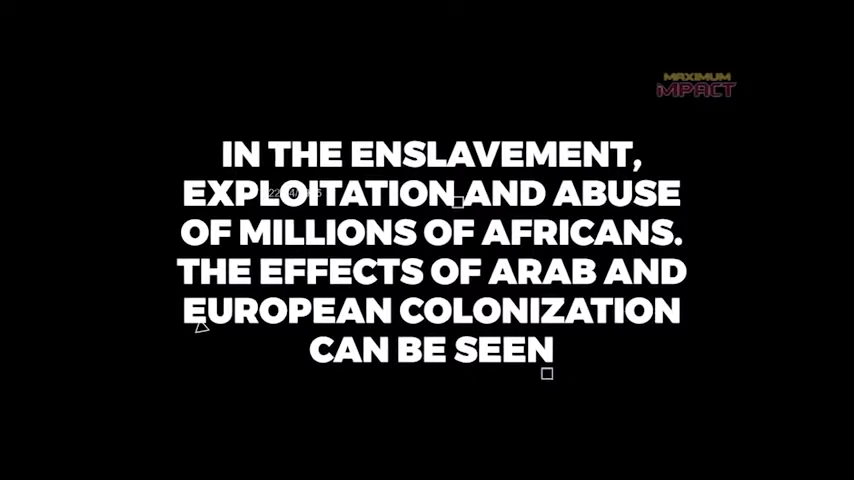 MAXIMUM
iMPACT
IN THE ENSLAVEMENT,
EXPLOITATION AND ABUSE
OF MILLIONS OF AFRICANS.
THE EFFECTS OF ARAB AND
EUROPEAN COLONIZATION
CAN BE SEEN